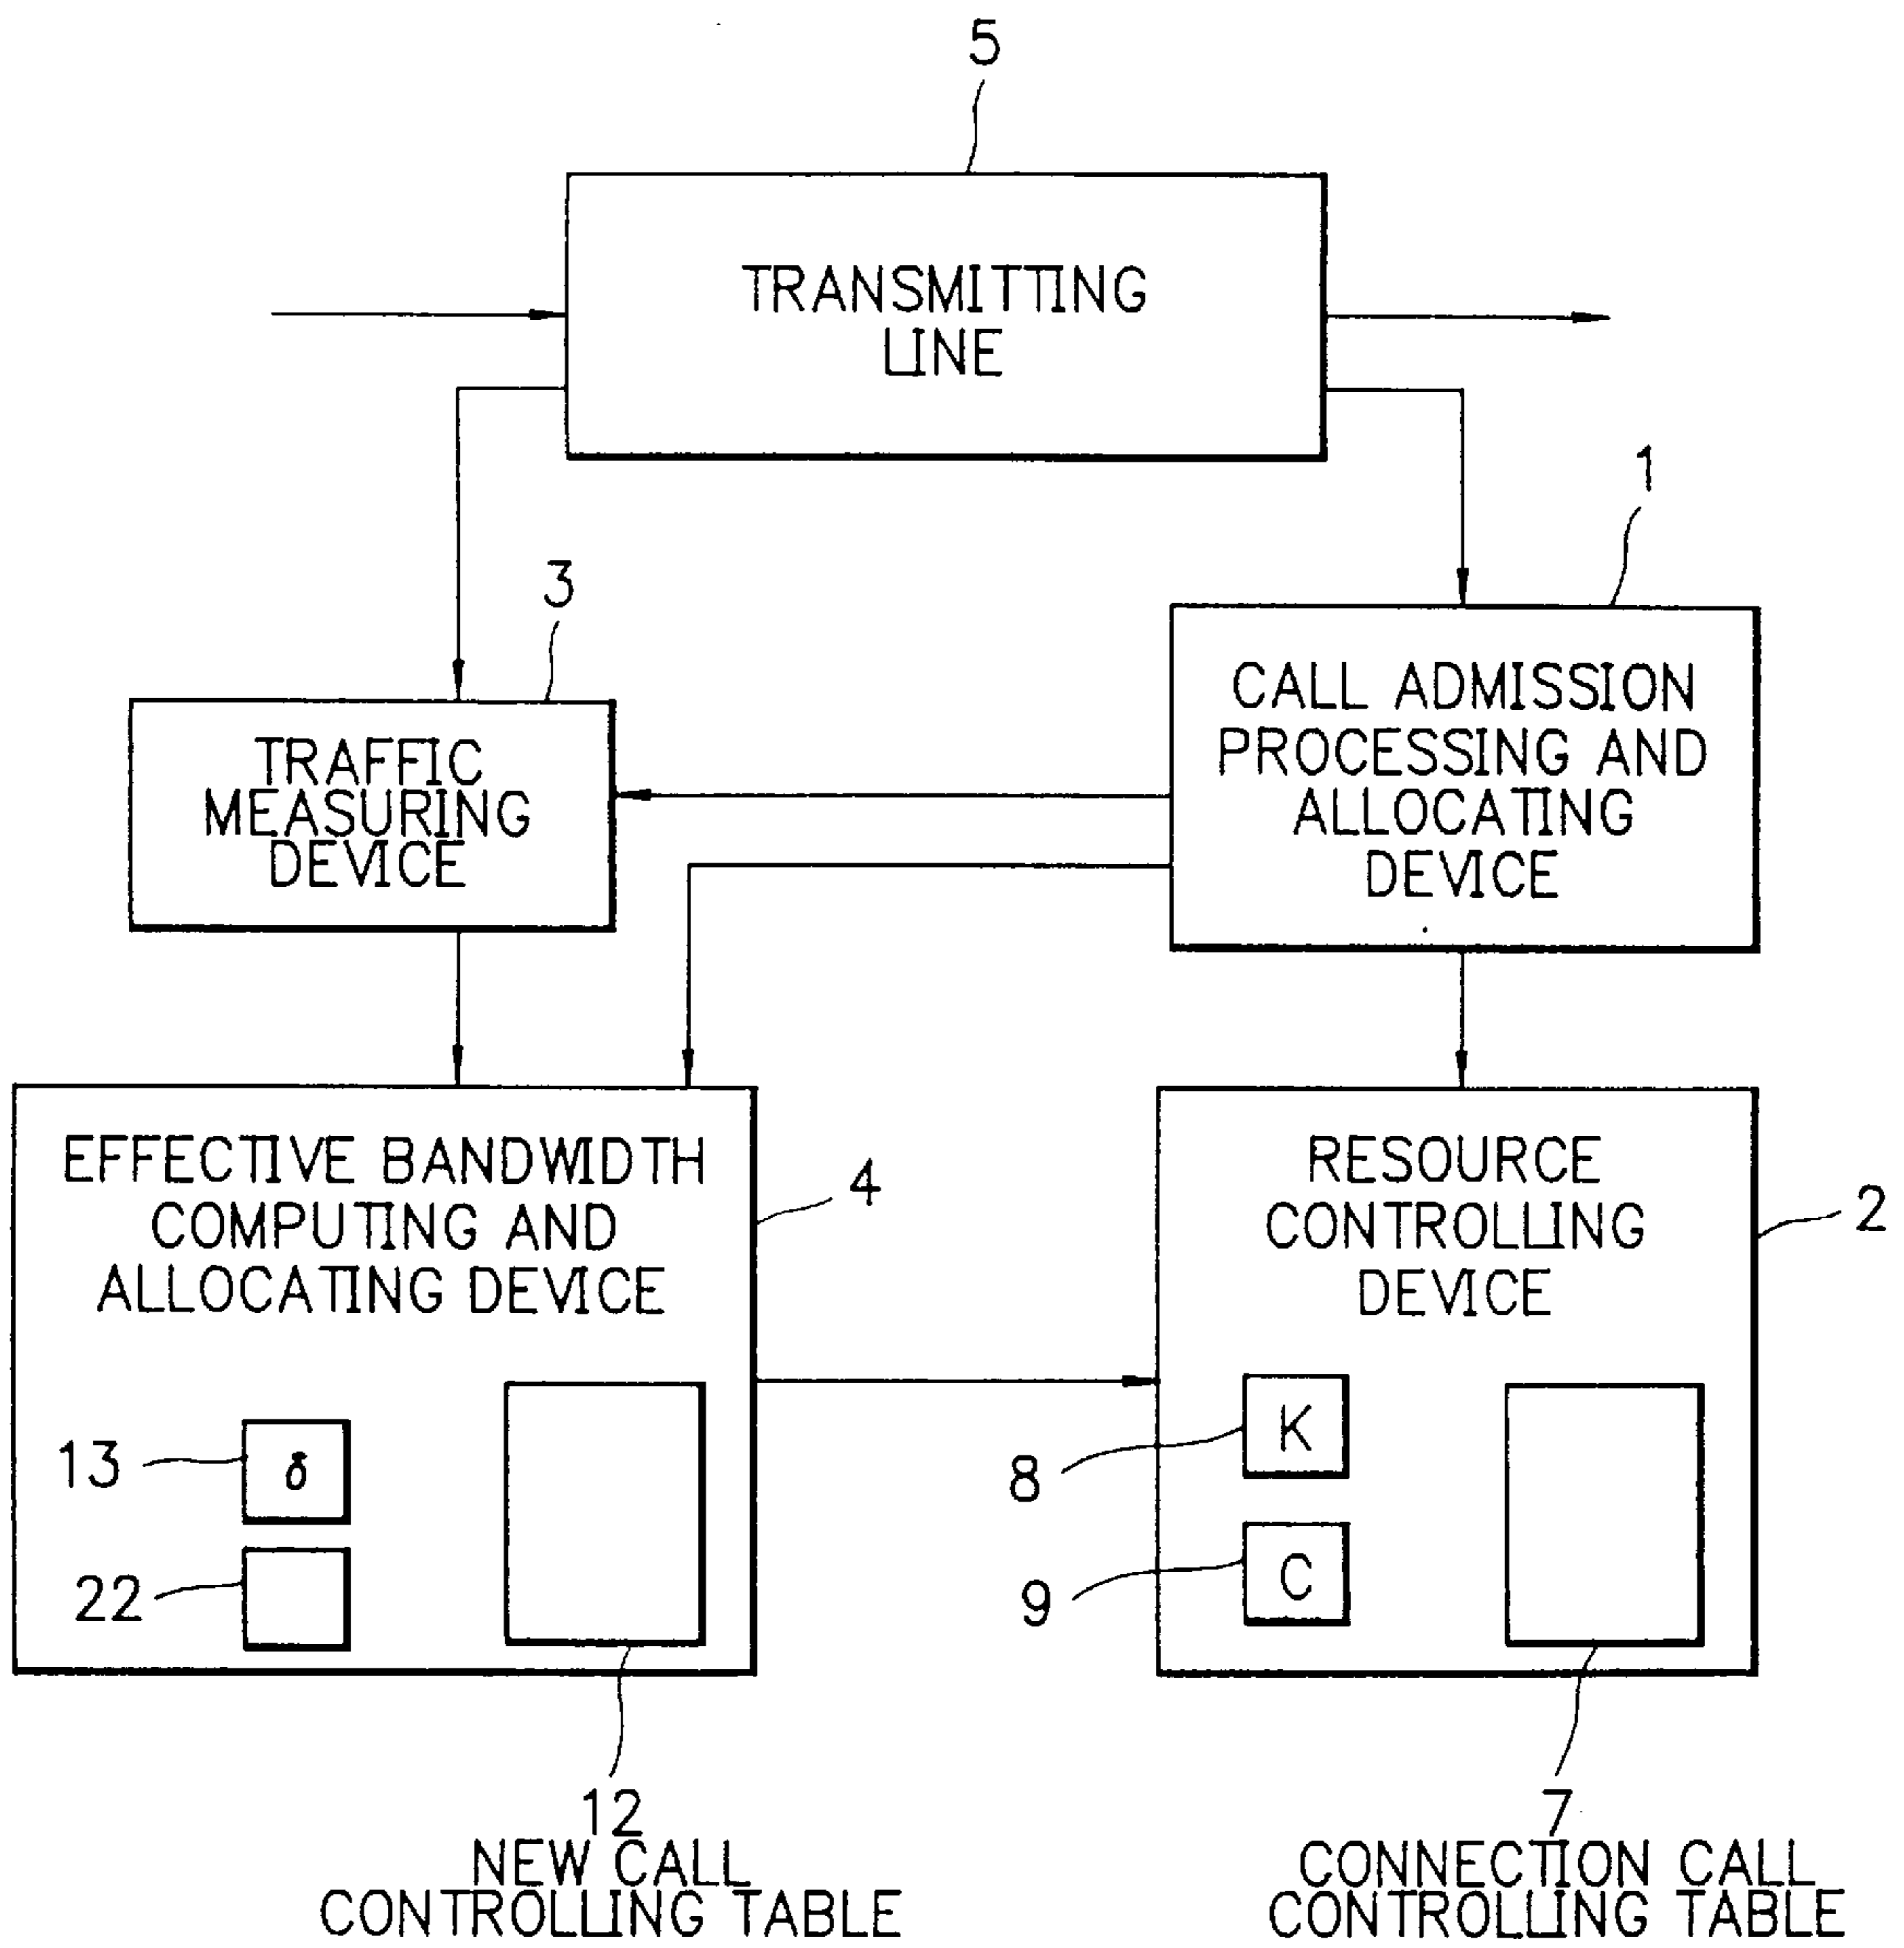 5
TRANSMITTING
LINE
1
3
CALL ADMISSION
PROCESSING AND
ALLOCATING
DEVICE
TRAFFIC
MEASURING
DEVICE
EFFECTIVE BANDWIDTH
COMPUTING AND
ALLOCATING DEVICE
4
RESOURCE
CONTROLLING
DEVICE
2
13
δ
22
8
K
9
C
12
NEW CALL
CONTROLLING TABLE
7
CONNECTION CALL
CONTROLLING TABLE